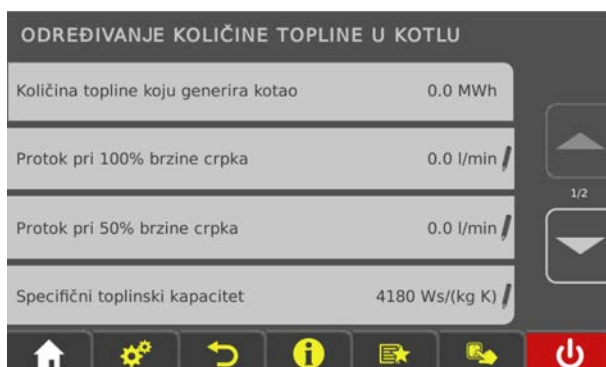 ODREĐIVANJE KOLIČINE TOPLINE U KOTLU
Količina topline koju generira kotao 0.0 MWh
Protok pri 100% brzine crpka 0.0 l/min
1/2
Protok pri 50% brzine crpka 0.0 l/min
Specifični toplinski kapacitet 4180 Ws/(kg K)